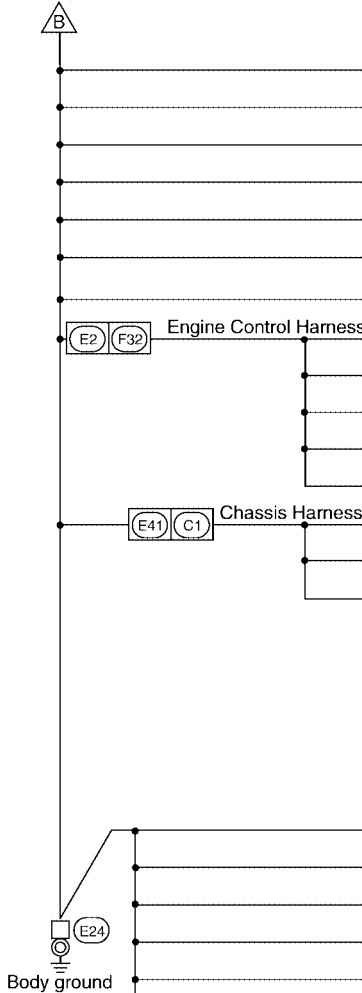 B
Engine Control Harness
E2 F32
Chassis Harness
E41 C1
E24
Body ground